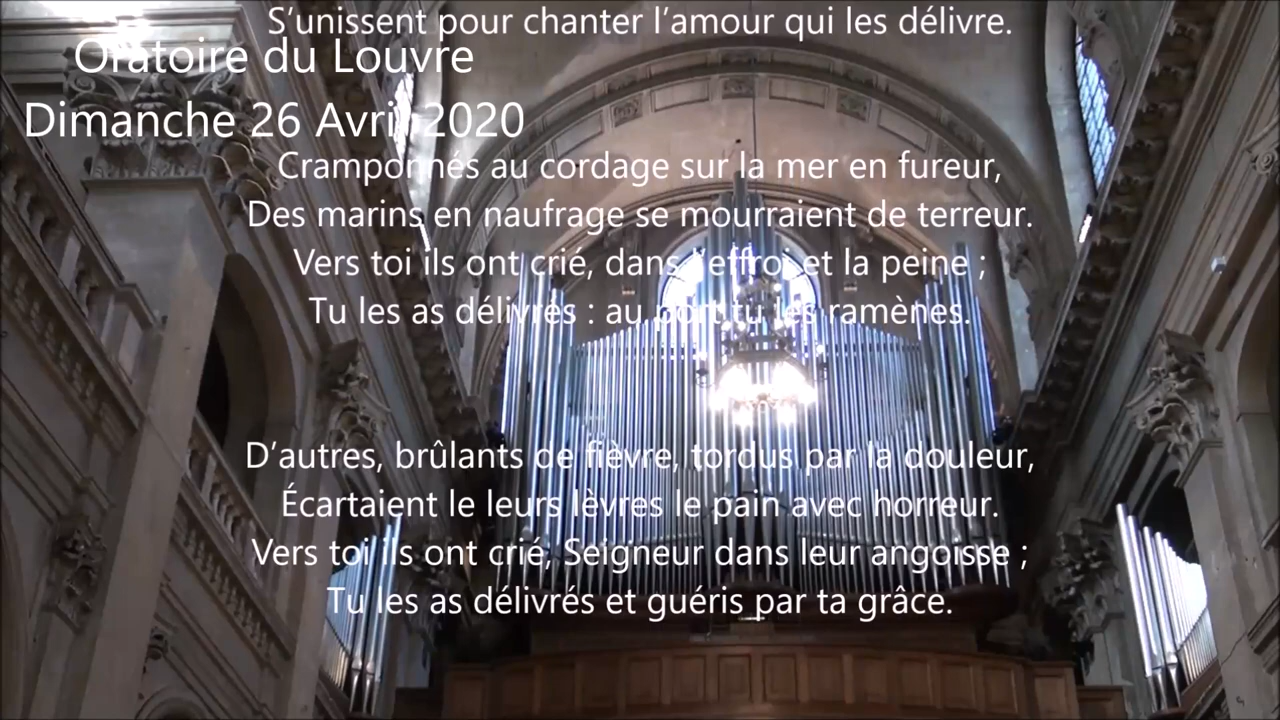 S’unissent pour chanter l’amour qui les délivre.
Oratoire du Louvre
Dimanche 26 Avril 2020
Cramponnés au cordage sur la mer en fureur,
Des marins en naufrage se mourraient de terreur.
Vers toi ils ont crié, dans l’effroi et la peine ;
Tu les as délivrés : au port tu les ramènes.
D’autres, brûlants de fièvre, tordus par la douleur,
Écartaient le leurs lèvres le pain avec horreur.
Vers toi ils ont crié, Seigneur dans leur angoisse ;
Tu les as délivrés et guéris par ta grâce.